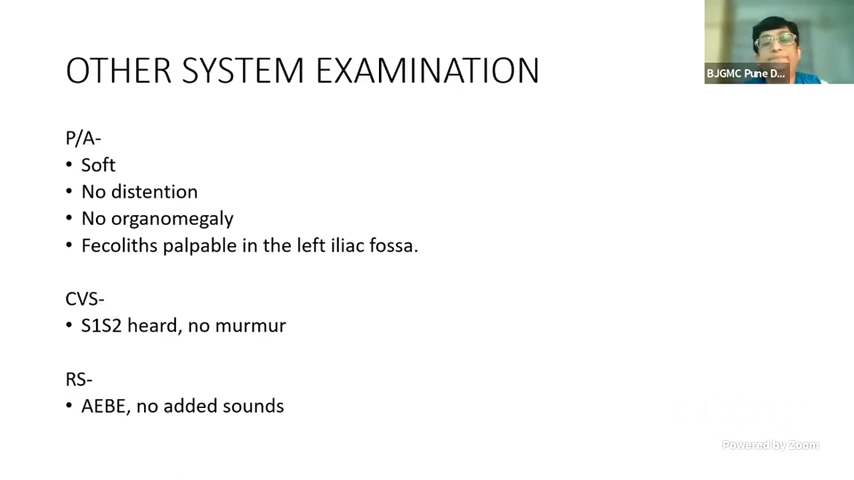 OTHER SYSTEM EXAMINATION
BJGMC Pune D...
P/A-
• Soft
• No distention
• No organomegaly
• Fecoliths palpable in the left iliac fossa.
CVS-
• S1S2 heard, no murmur
RS-
• AEBE, no added sounds
Powered by Zoom